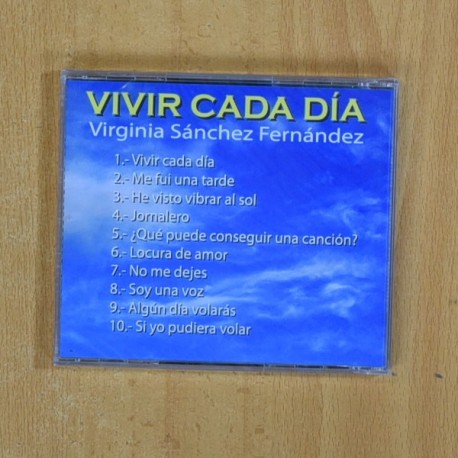 VIVIR CADA DÍA
Virginia Sánchez Fernández
1.- Vivir cada día
2.- Me fui una tarde
3.- He visto vibrar al sol
4.- Jornalero
5.- ¿Qué puede conseguir una canción?
6.- Locura de amor
7.- No me dejes
8.- Soy una voz
9.- Algún día volarás
10.- Si yo pudiera volar